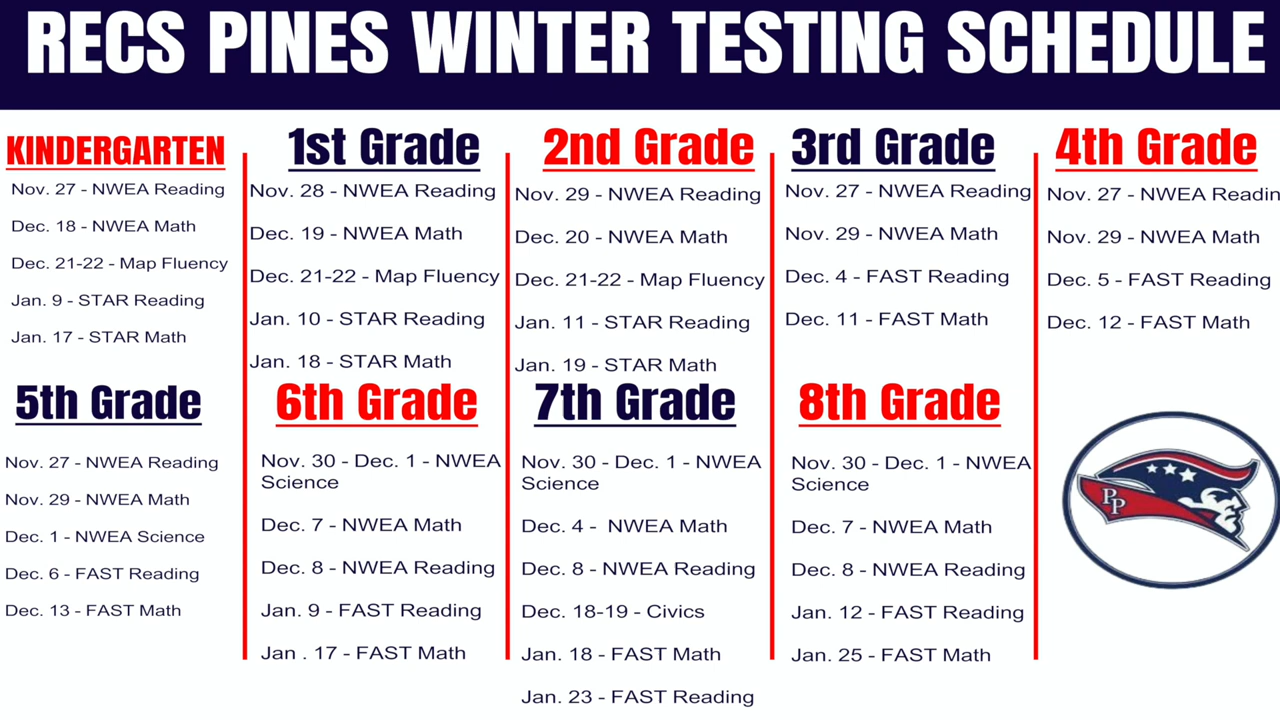 RECS PINES WINTER TESTING SCHEDULE
KINDERGARTEN
Nov. 27 - NWEA Reading
Dec. 18 - NWEA Math
Dec. 21-22 - Map Fluency
Jan. 9 - STAR Reading
Jan. 17 - STAR Math
1st Grade
Nov. 28 - NWEA Reading
Dec. 19 - NWEA Math
Dec. 21-22 - Map Fluency
Jan. 10 - STAR Reading
Jan. 18 - STAR Math
2nd Grade
Nov. 29 - NWEA Reading
Dec. 20 - NWEA Math
Dec. 21-22 - Map Fluency
Jan. 11 - STAR Reading
Jan. 19 - STAR Math
3rd Grade
Nov. 27 - NWEA Reading
Nov. 29 - NWEA Math
Dec. 4 - FAST Reading
Dec. 11 - FAST Math
4th Grade
Nov. 27 - NWEA Readin
Nov. 29 - NWEA Math
Dec. 5 - FAST Reading
Dec. 12 - FAST Math
5th Grade
Nov. 27 - NWEA Reading
Nov. 29 - NWEA Math
Dec. 1 - NWEA Science
Dec. 6 - FAST Reading
Dec. 13 - FAST Math
6th Grade
Nov. 30 - Dec. 1 - NWEA
Science
Dec. 7 - NWEA Math
Dec. 8 - NWEA Reading
Jan. 9 - FAST Reading
Jan . 17 - FAST Math
7th Grade
Nov. 30 - Dec. 1 - NWEA
Science
Dec. 4 - NWEA Math
Dec. 8 - NWEA Reading
Dec. 18-19 - Civics
Jan. 18 - FAST Math
Jan. 23 - FAST Reading
8th Grade
Nov. 30 - Dec. 1 - NWEA
Science
Dec. 7 - NWEA Math
Dec. 8 - NWEA Reading
Jan. 12 - FAST Reading
Jan. 25 - FAST Math
PP